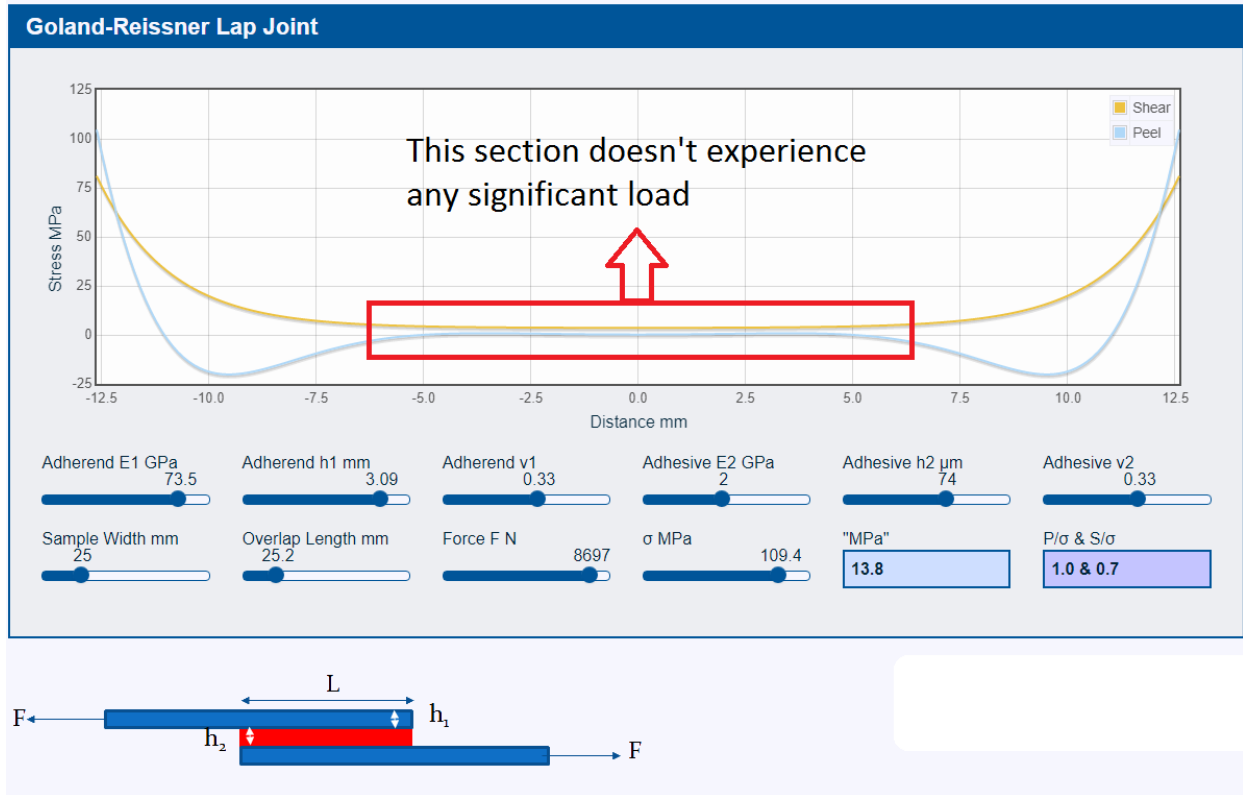 Goland-Reissner Lap Joint
125
100
75
50
25
0
-25
Stress MPa
Shear
Peel
This section doesn't experience
any significant load
-12.5 -10.0 -7.5 -5.0 -2.5 0.0 2.5 5.0 7.5 10.0 12.5
Distance mm
Adherend E1 GPa Adherend h1 mm Adherend v1 Adhesive E2 GPa Adhesive h2 µm Adhesive v2
73.5 3.09 0.33 2 74 0.33
Sample Width mm Overlap Length mm Force F N σ MPa "MPa" P/σ & S/σ
25 25.2 8697 109.4
13.8 1.0 & 0.7
L
F h₁
h₂ F